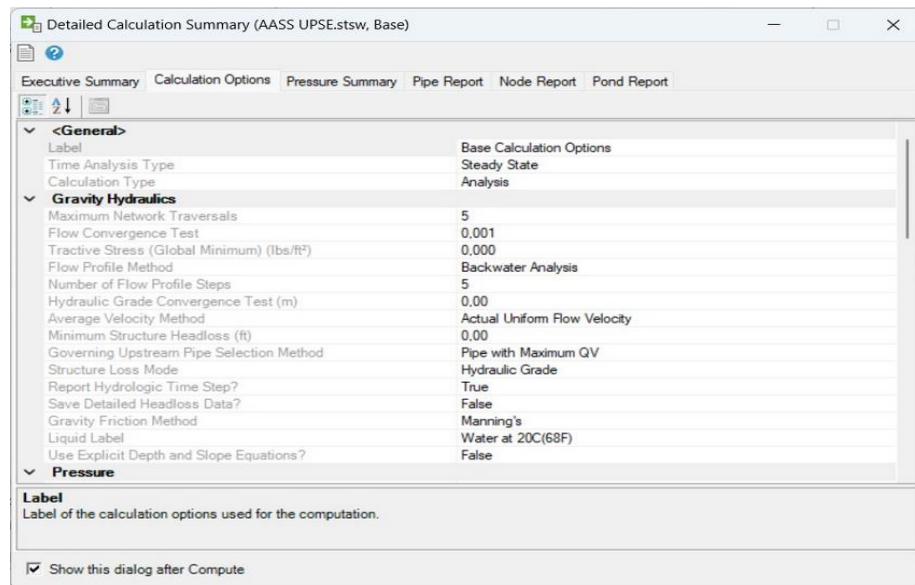 Detailed Calculation Summary (AASS UPSE.stsw, Base)
Executive Summary Calculation Options Pressure Summary Pipe Report Node Report Pond Report
<General>
Label Base Calculation Options
Time Analysis Type Steady State
Calculation Type Analysis
Gravity Hydraulics
Maximum Network Traversals 5
Flow Convergence Test 0,001
Tractive Stress (Global Minimum) (lbs/ft²) 0,000
Flow Profile Method Backwater Analysis
Number of Flow Profile Steps 5
Hydraulic Grade Convergence Test (m) 0,00
Average Velocity Method Actual Uniform Flow Velocity
Minimum Structure Headloss (ft) 0,00
Governing Upstream Pipe Selection Method Pipe with Maximum QV
Structure Loss Mode Hydraulic Grade
Report Hydrologic Time Step? True
Save Detailed Headloss Data? False
Gravity Friction Method Manning's
Liquid Label Water at 20C(68F)
Use Explicit Depth and Slope Equations? False
Pressure
Label
Label of the calculation options used for the computation.
Show this dialog after Compute